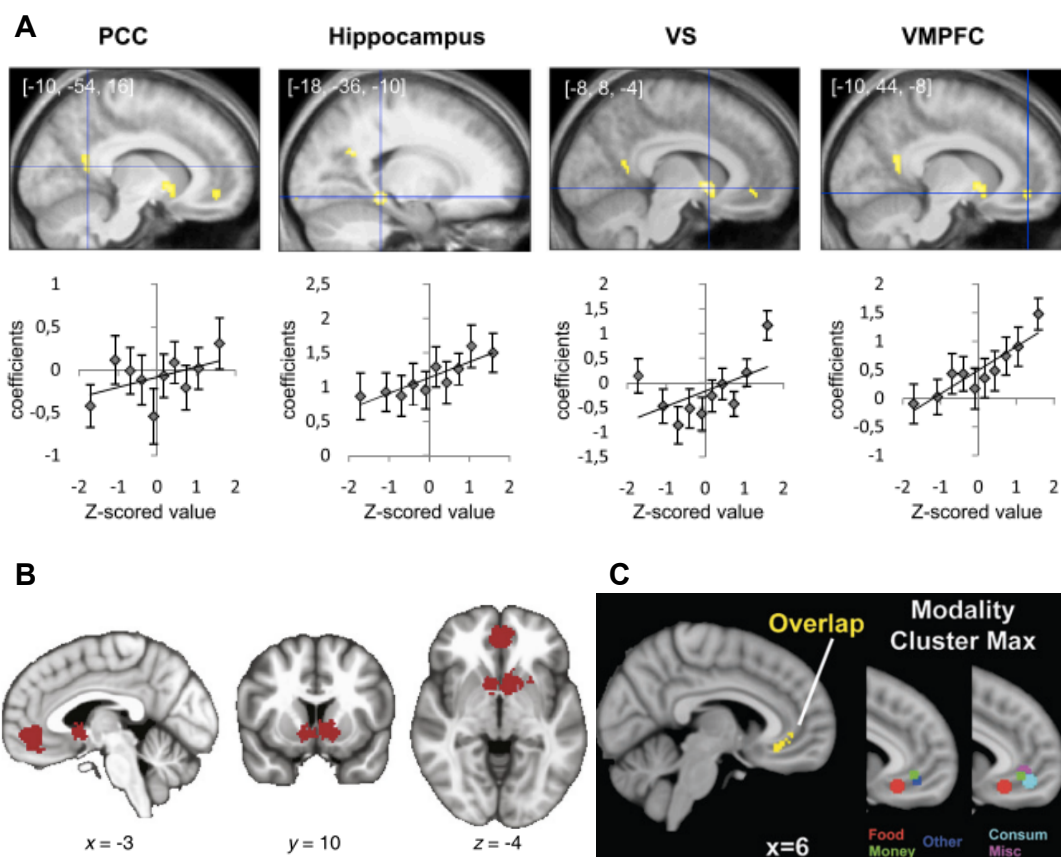 A
PCC
Hippocampus
VS
VMPFC
[-10, -54, 16]
[-18, -36, -10]
[-8, 8, -4]
[-10, 44, -8]
coefficients
1
0,5
0
-0,5
-1
-2 -1 0 1 2
Z-scored value
coefficients
2,5
2
1,5
1
0,5
0
-2 -1 0 1 2
Z-scored value
coefficients
2
1,5
1
0,5
0
-0,5
-1
-1,5
-2 -1 0 1 2
Z-scored value
coefficients
2
1,5
1
0,5
0
0,5
-1
-2 -1 0 1 2
Z-scored value
B
x = -3
y = 10
z = -4
C
Overlap
Modality
Cluster Max
x=6
Food Other
Money
Consum
Misc